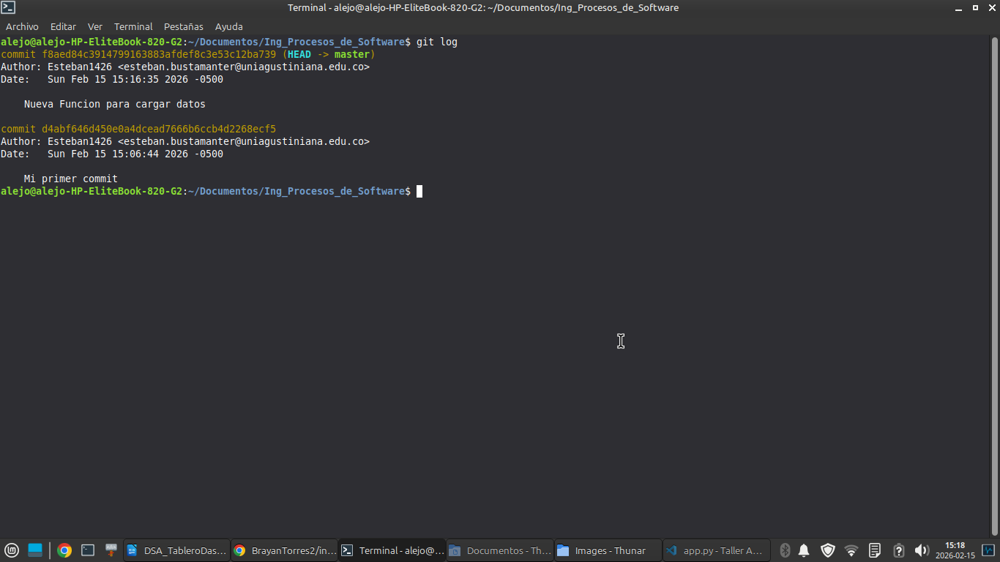 Terminal - alejo@alejo-HP-EliteBook-820-G2: ~/Documentos/Ing_Procesos_de_Software
Archivo Editar Ver Terminal Pestañas Ayuda
alejo@alejo-HP-EliteBook-820-G2:~/Documentos/Ing_Procesos_de_Software$ git log
commit f8aed84c3914799163883afdef8c3e53c12ba739 (HEAD -> master)
Author: Esteban1426 <esteban.bustamanter@uniagustiniana.edu.co>
Date:   Sun Feb 15 15:16:35 2026 -0500
    Nueva Funcion para cargar datos
commit d4abf646d450e0a4dcead7666b6ccb4d2268ecf5
Author: Esteban1426 <esteban.bustamanter@uniagustiniana.edu.co>
Date:   Sun Feb 15 15:06:44 2026 -0500
    Mi primer commit
alejo@alejo-HP-EliteBook-820-G2:~/Documentos/Ing_Procesos_de_Software$
DSA_TableroDas... BrayanTorres2/in... Terminal - alejo@... Documentos - Th... Images - Thunar app.py - Taller A... 15:18
2026-02-15